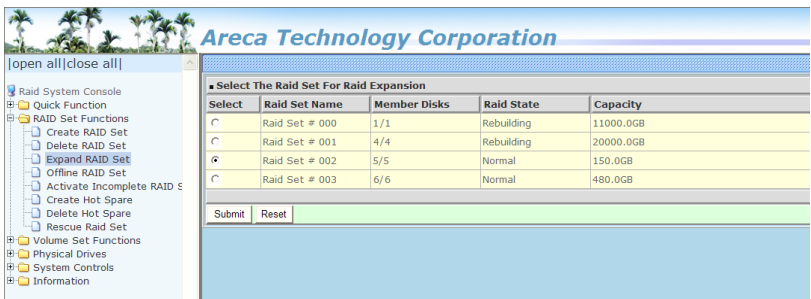 Areca Technology Corporation
|open all|close all|
Raid System Console
Quick Function
RAID Set Functions
Create RAID Set
Delete RAID Set
Expand RAID Set
Offline RAID Set
Activate Incomplete RAID S
Create Hot Spare
Delete Hot Spare
Rescue Raid Set
Volume Set Functions
Physical Drives
System Controls
Information
Select The Raid Set For Raid Expansion
Select Raid Set Name Member Disks Raid State Capacity
Raid Set # 000 1/1 Rebuilding 11000.0GB
Raid Set # 001 4/4 Rebuilding 20000.0GB
Raid Set # 002 5/5 Normal 150.0GB
Raid Set # 003 6/6 Normal 480.0GB
Submit Reset